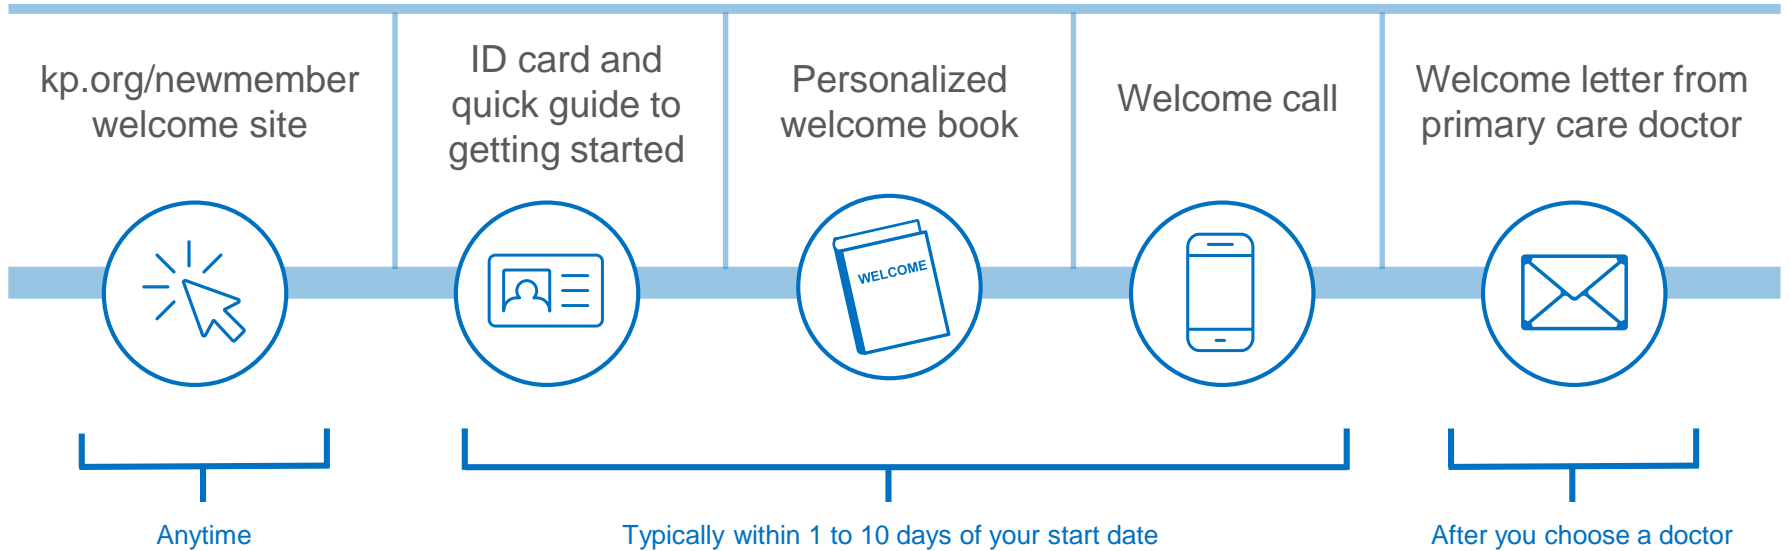 kp.org/newmember
welcome site
ID card and
quick guide to
getting started
Personalized
welcome book
Welcome call
Welcome letter from
primary care doctor
WELCOME
Anytime
Typically within 1 to 10 days of your start date
After you choose a doctor